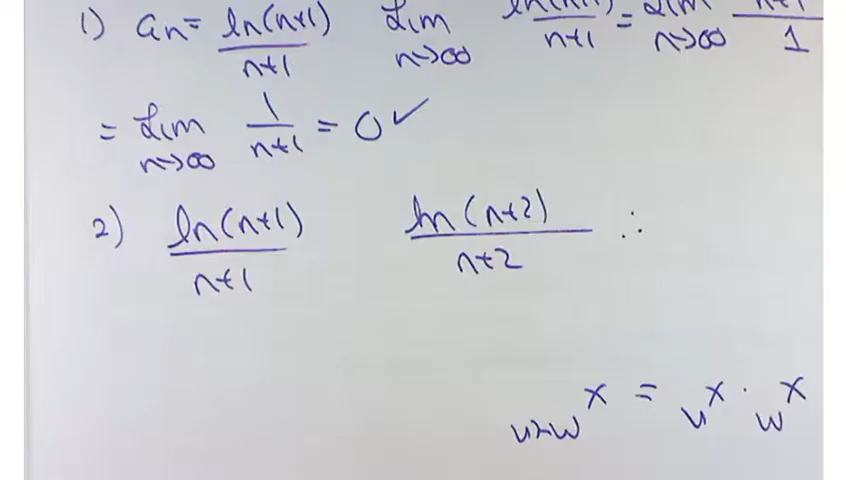 1) an = ln(n+1)/n+1 Lim n→∞ ln(n+1)/n+1 = Lim n→∞ n+1/1
= Lim n→∞ 1/n+1 = 0 ✓
2) ln(n+1)/n+1 ln(n+2)/n+2 ∴
u+w^x = u^x · w^x